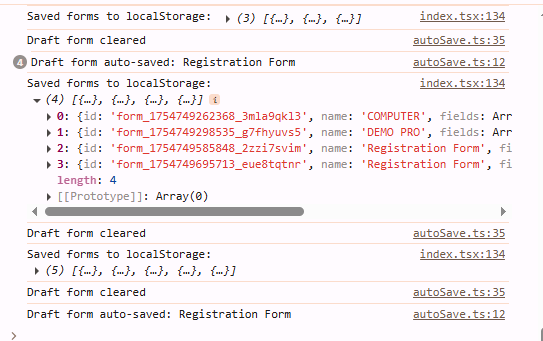 Saved forms to localStorage: ▸ (3) [{…}, {…}, {…}] index.tsx:134
Draft form cleared autoSave.ts:35
4 Draft form auto-saved: Registration Form autoSave.ts:12
Saved forms to localStorage: index.tsx:134
▾ (4) [{…}, {…}, {…}, {…}] i
▸ 0: {id: 'form_1754749262368_3mla9qkl3', name: 'COMPUTER', fields: Arr
▸ 1: {id: 'form_1754749298535_g7fhyuvs5', name: 'DEMO PRO', fields: Arr
▸ 2: {id: 'form_1754749585848_2zzi7svim', name: 'Registration Form', fi
▸ 3: {id: 'form_1754749695713_eue8tqtnr', name: 'Registration Form', fi
length: 4
▸ [[Prototype]]: Array(0)
Draft form cleared autoSave.ts:35
Saved forms to localStorage: index.tsx:134
▸ (5) [{…}, {…}, {…}, {…}, {…}]
Draft form cleared autoSave.ts:35
Draft form auto-saved: Registration Form autoSave.ts:12